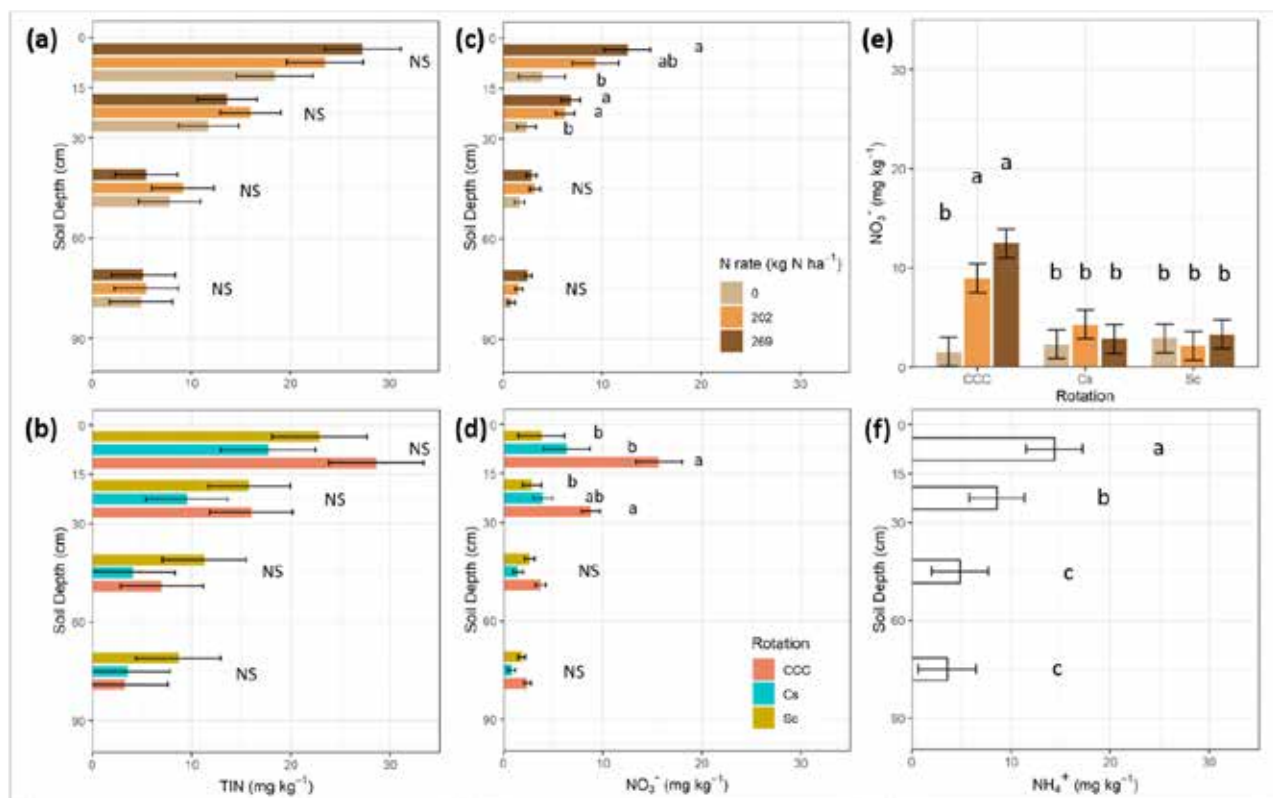 (a)
0
15
30
60
90
Soil Depth (cm)
NS
NS
NS
NS
0
10
20
30
(c)
0
15
30
60
90
Soil Depth (cm)
a
ab
b
a
a
b
NS
NS
N rate (kg N ha⁻¹)
0
202
269
0
10
20
30
(e)
30
20
10
0
NO₃⁻ (mg kg⁻¹)
b
a
a
b b b
b b b
CCC
Cs
Sc
Rotation
(b)
0
15
30
60
90
Soil Depth (cm)
NS
NS
NS
NS
0
10
20
30
TIN (mg kg⁻¹)
(d)
0
15
30
60
90
Soil Depth (cm)
b
b
a
b
ab
a
NS
NS
Rotation
CCC
Cs
Sc
0
10
20
30
NO₃⁻ (mg kg⁻¹)
(f)
0
15
30
60
90
Soil Depth (cm)
a
b
c
c
0
10
20
30
NH₄⁺ (mg kg⁻¹)